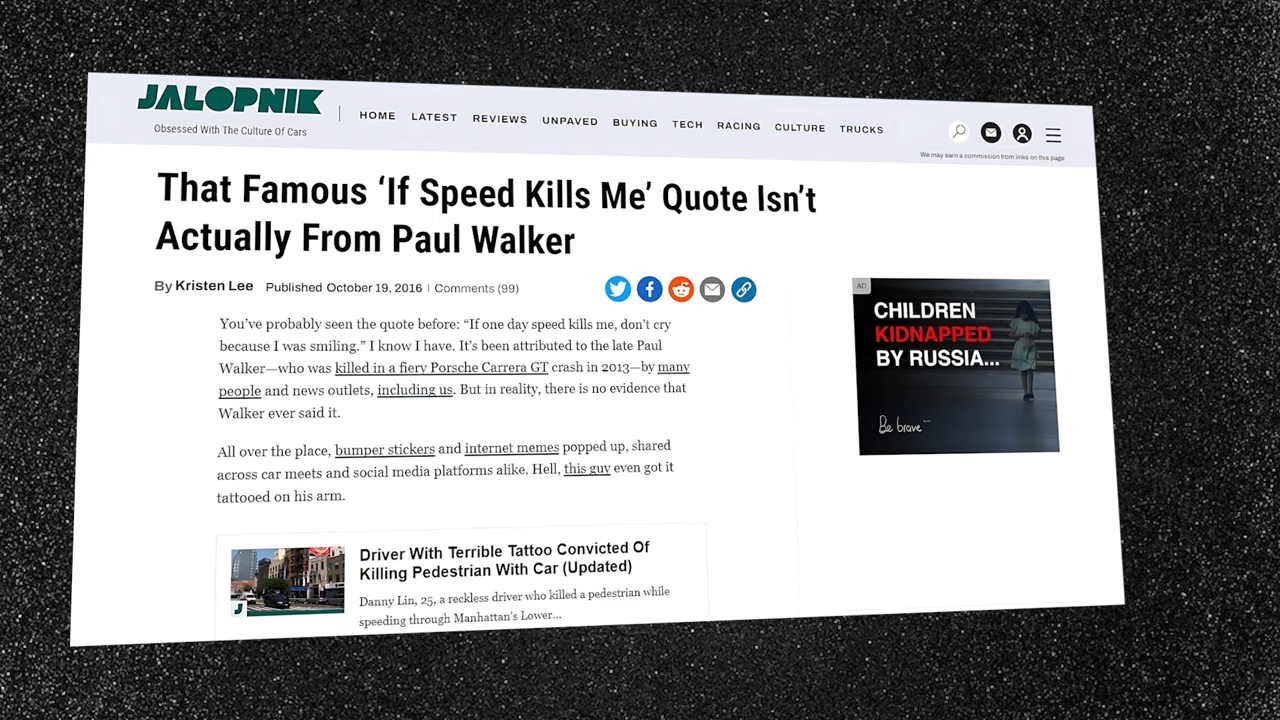 JALOPNIK
Obsessed With The Culture Of Cars
HOME LATEST REVIEWS UNPAVED BUYING TECH RACING CULTURE TRUCKS
We may earn a commission from links on this page
That Famous ‘If Speed Kills Me’ Quote Isn’t
Actually From Paul Walker
By Kristen Lee Published October 19, 2016 | Comments (99)
You’ve probably seen the quote before: “If one day speed kills me, don’t cry
because I was smiling.” I know I have. It’s been attributed to the late Paul
Walker—who was killed in a fiery Porsche Carrera GT crash in 2013—by many
people and news outlets, including us. But in reality, there is no evidence that
Walker ever said it.
All over the place, bumper stickers and internet memes popped up, shared
across car meets and social media platforms alike. Hell, this guy even got it
tattooed on his arm.
J
Driver With Terrible Tattoo Convicted Of
Killing Pedestrian With Car (Updated)
Danny Lin, 25, a reckless driver who killed a pedestrian while
speeding through Manhattan’s Lower...
AD
CHILDREN
KIDNAPPED
BY RUSSIA...
Be brave